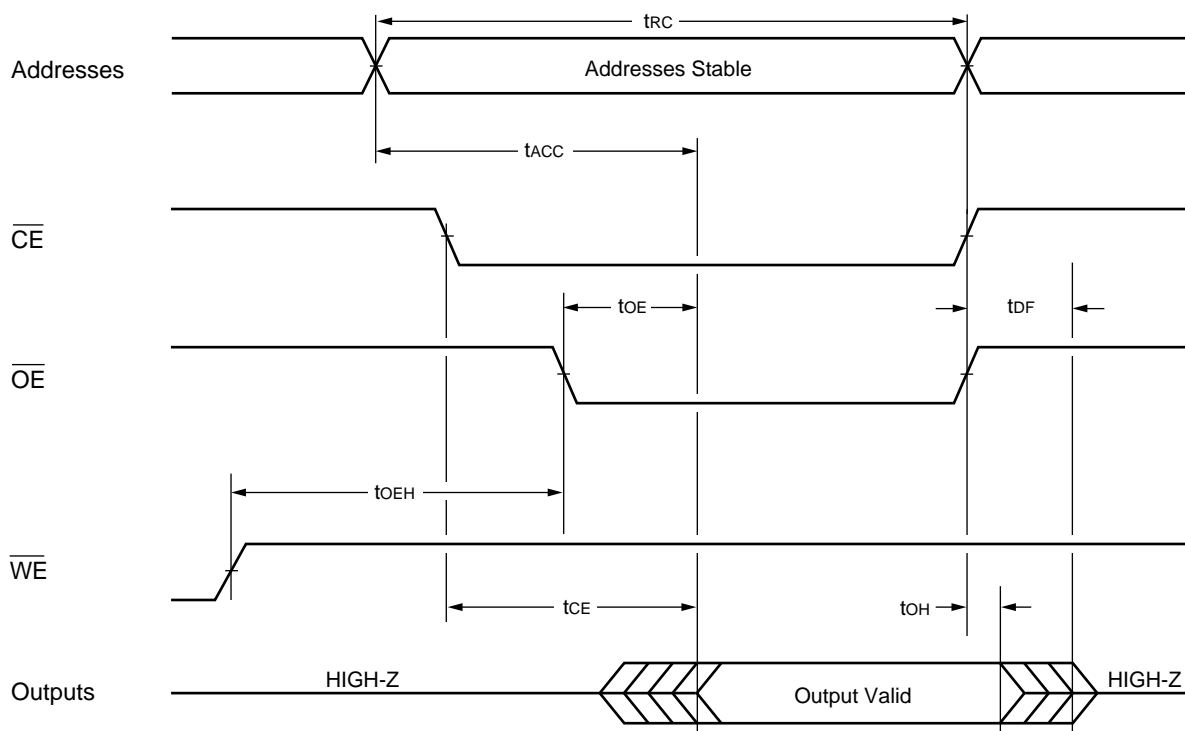 tRC
Addresses
Addresses Stable
tACC
CE
tOE
tDF
OE
tOEH
WE
tCE
tOH
HIGH-Z
Outputs
Output Valid
HIGH-Z